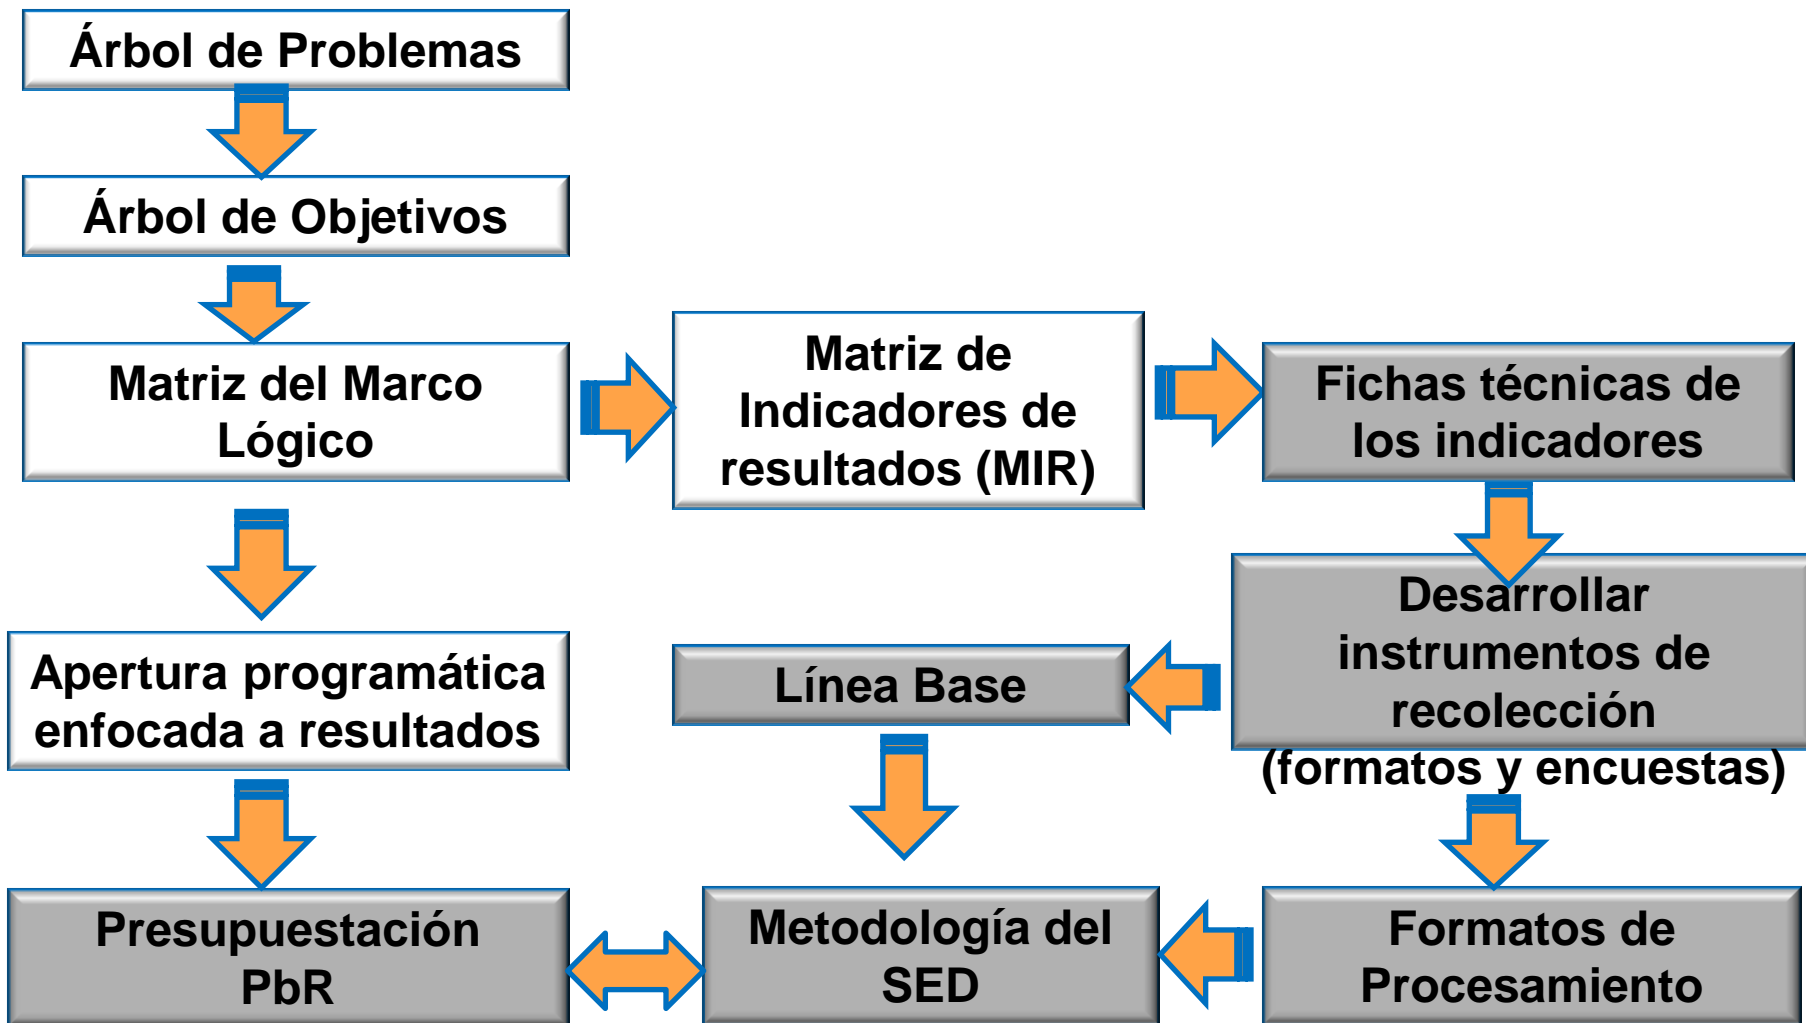 Árbol de Problemas
Árbol de Objetivos
Matriz del Marco
Lógico
Matriz de
Indicadores de
resultados (MIR)
Fichas técnicas de
los indicadores
Desarrollar
instrumentos de
recolección
(formatos y encuestas)
Línea Base
Apertura programática
enfocada a resultados
Presupuestación
PbR
Metodología del
SED
Formatos de
Procesamiento